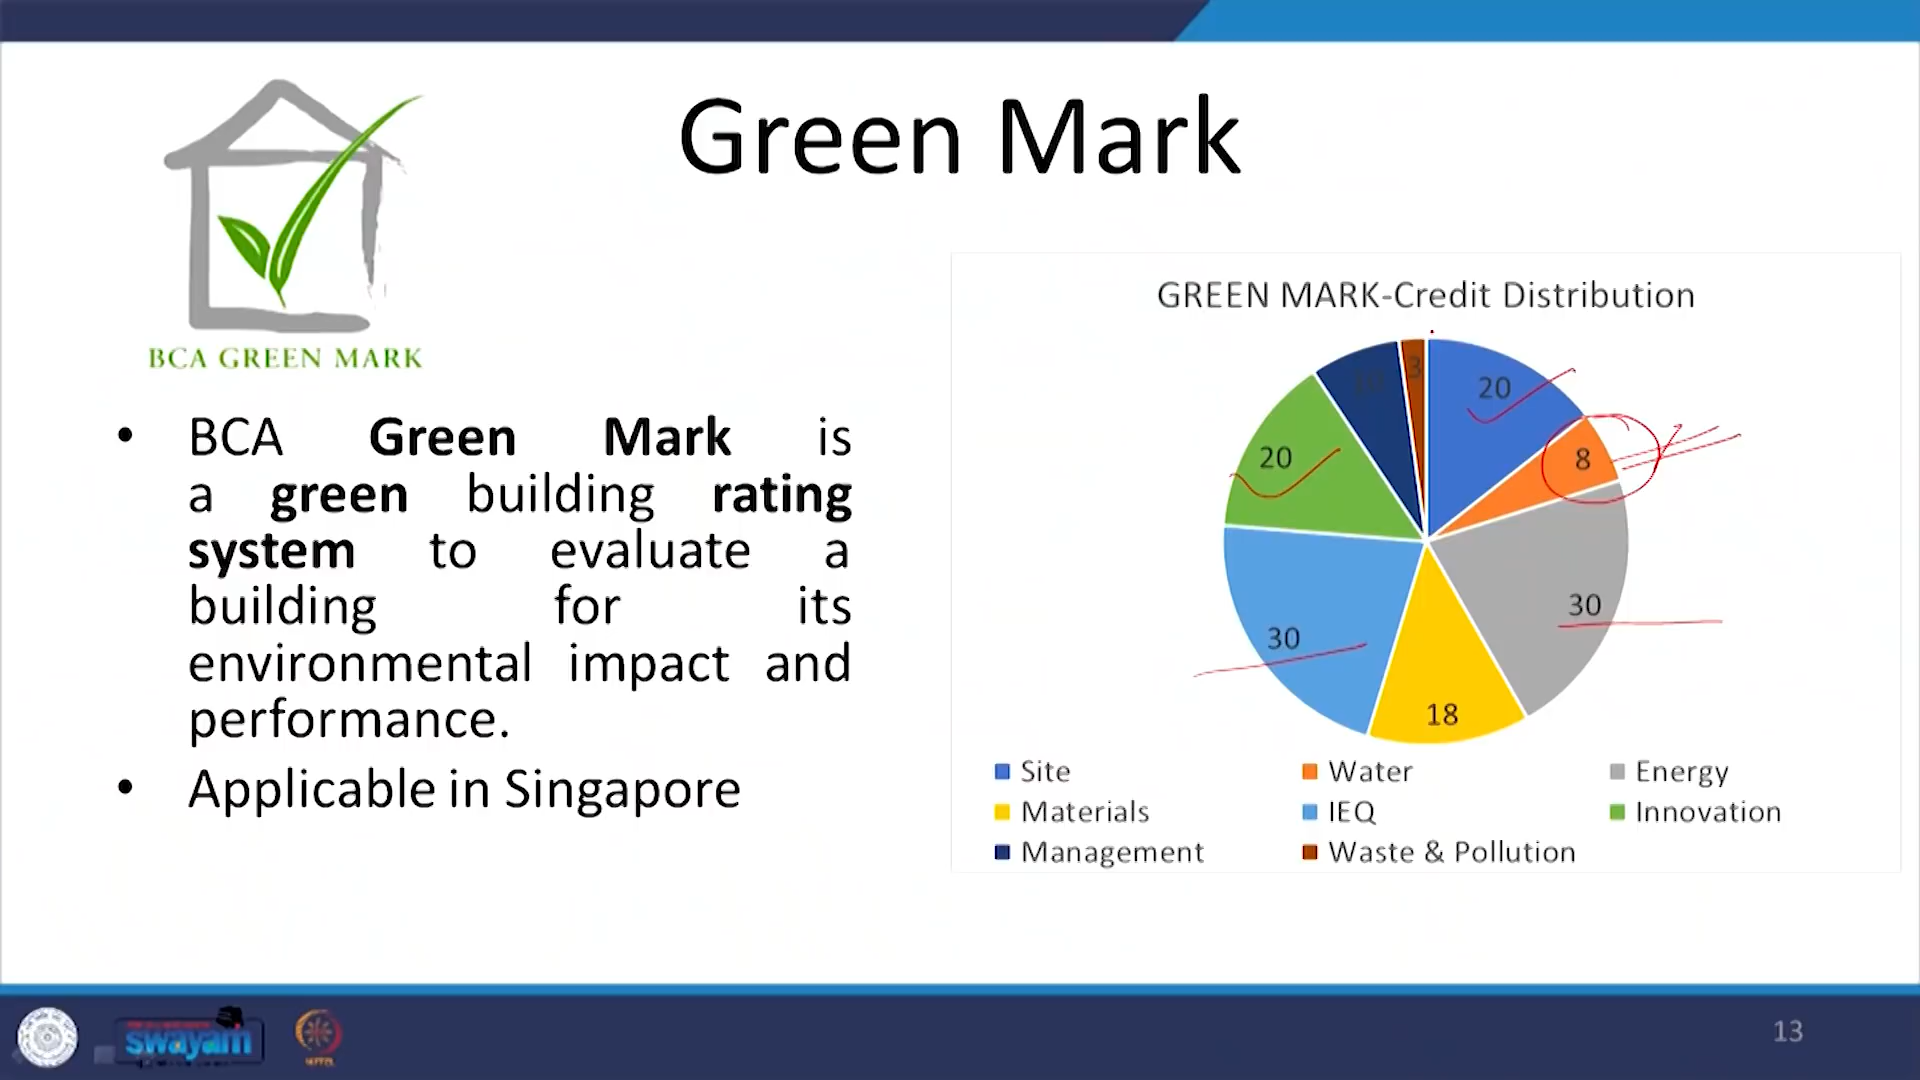 Green Mark
BCA GREEN MARK
• BCA Green Mark is
a green building rating
system to evaluate a
building for its
environmental impact and
performance.
• Applicable in Singapore
GREEN MARK-Credit Distribution
3
20
8
20
30
30
18
Site Water Energy
Materials IEQ Innovation
Management Waste & Pollution
swayam
13